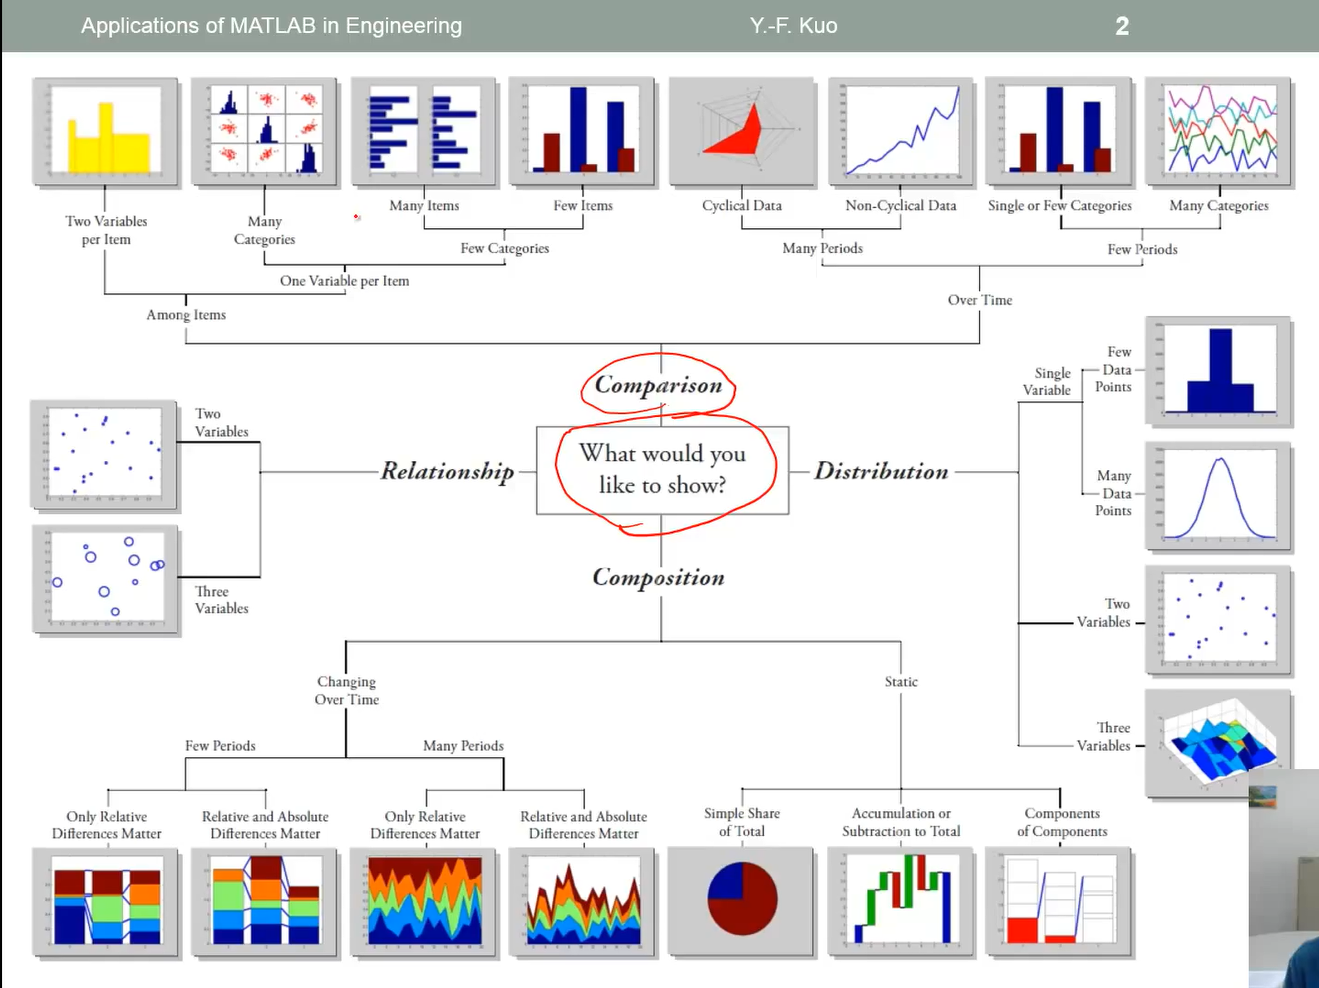 Applications of MATLAB in Engineering
Y.-F. Kuo
2
Two Variables
per Item
Many
Categories
Many Items
Few Items
Cyclical Data
Non-Cyclical Data
Single or Few Categories
Many Categories
Few Categories
Many Periods
Few Periods
One Variable per Item
Among Items
Over Time
Comparison
What would you
like to show?
Relationship
Two
Variables
Three
Variables
Distribution
Single
Variable
Few
Data
Points
Many
Data
Points
Two
Variables
Three
Variables
Composition
Changing
Over Time
Static
Few Periods
Many Periods
Only Relative
Differences Matter
Relative and Absolute
Differences Matter
Only Relative
Differences Matter
Relative and Absolute
Differences Matter
Simple Share
of Total
Accumulation or
Subtraction to Total
Components
of Components